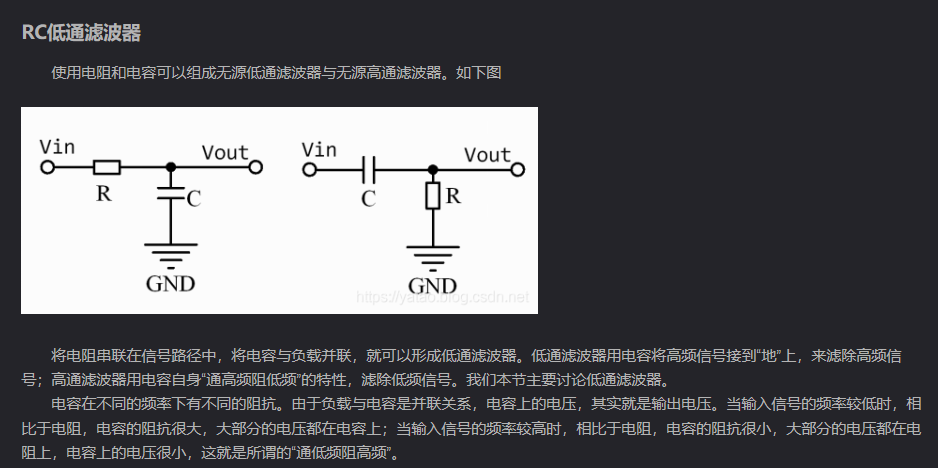 RC低通滤波器
使用电阻和电容可以组成无源低通滤波器与无源高通滤波器。如下图
Vin
Vout
R
C
GND
Vin
Vout
C
R
GND
https://yatao.blog.csdn.net
将电阻串联在信号路径中，将电容与负载并联，就可以形成低通滤波器。低通滤波器用电容将高频信号接到“地”上，来滤除高频信
号；高通滤波器用电容自身“通高频阻低频”的特性，滤除低频信号。我们本节主要讨论低通滤波器。
电容在不同的频率下有不同的阻抗。由于负载与电容是并联关系，电容上的电压，其实就是输出电压。当输入信号的频率较低时，相
比于电阻，电容的阻抗很大，大部分的电压都在电容上；当输入信号的频率较高时，相比于电阻，电容的阻抗很小，大部分的电压都在电
阻上，电容上的电压很小，这就是所谓的“通低频阻高频”。